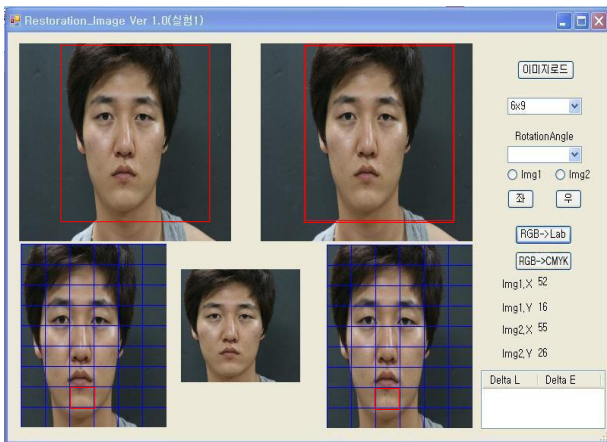 Restoration_Image Ver 1.0(실험1)
이미지로드
6x9
RotationAngle
Img1 Img2
좌 우
RGB->Lab
RGB->CMYK
Img1.X 52
Img1.Y 16
Img2.X 55
Img2.Y 26
Delta L Delta E